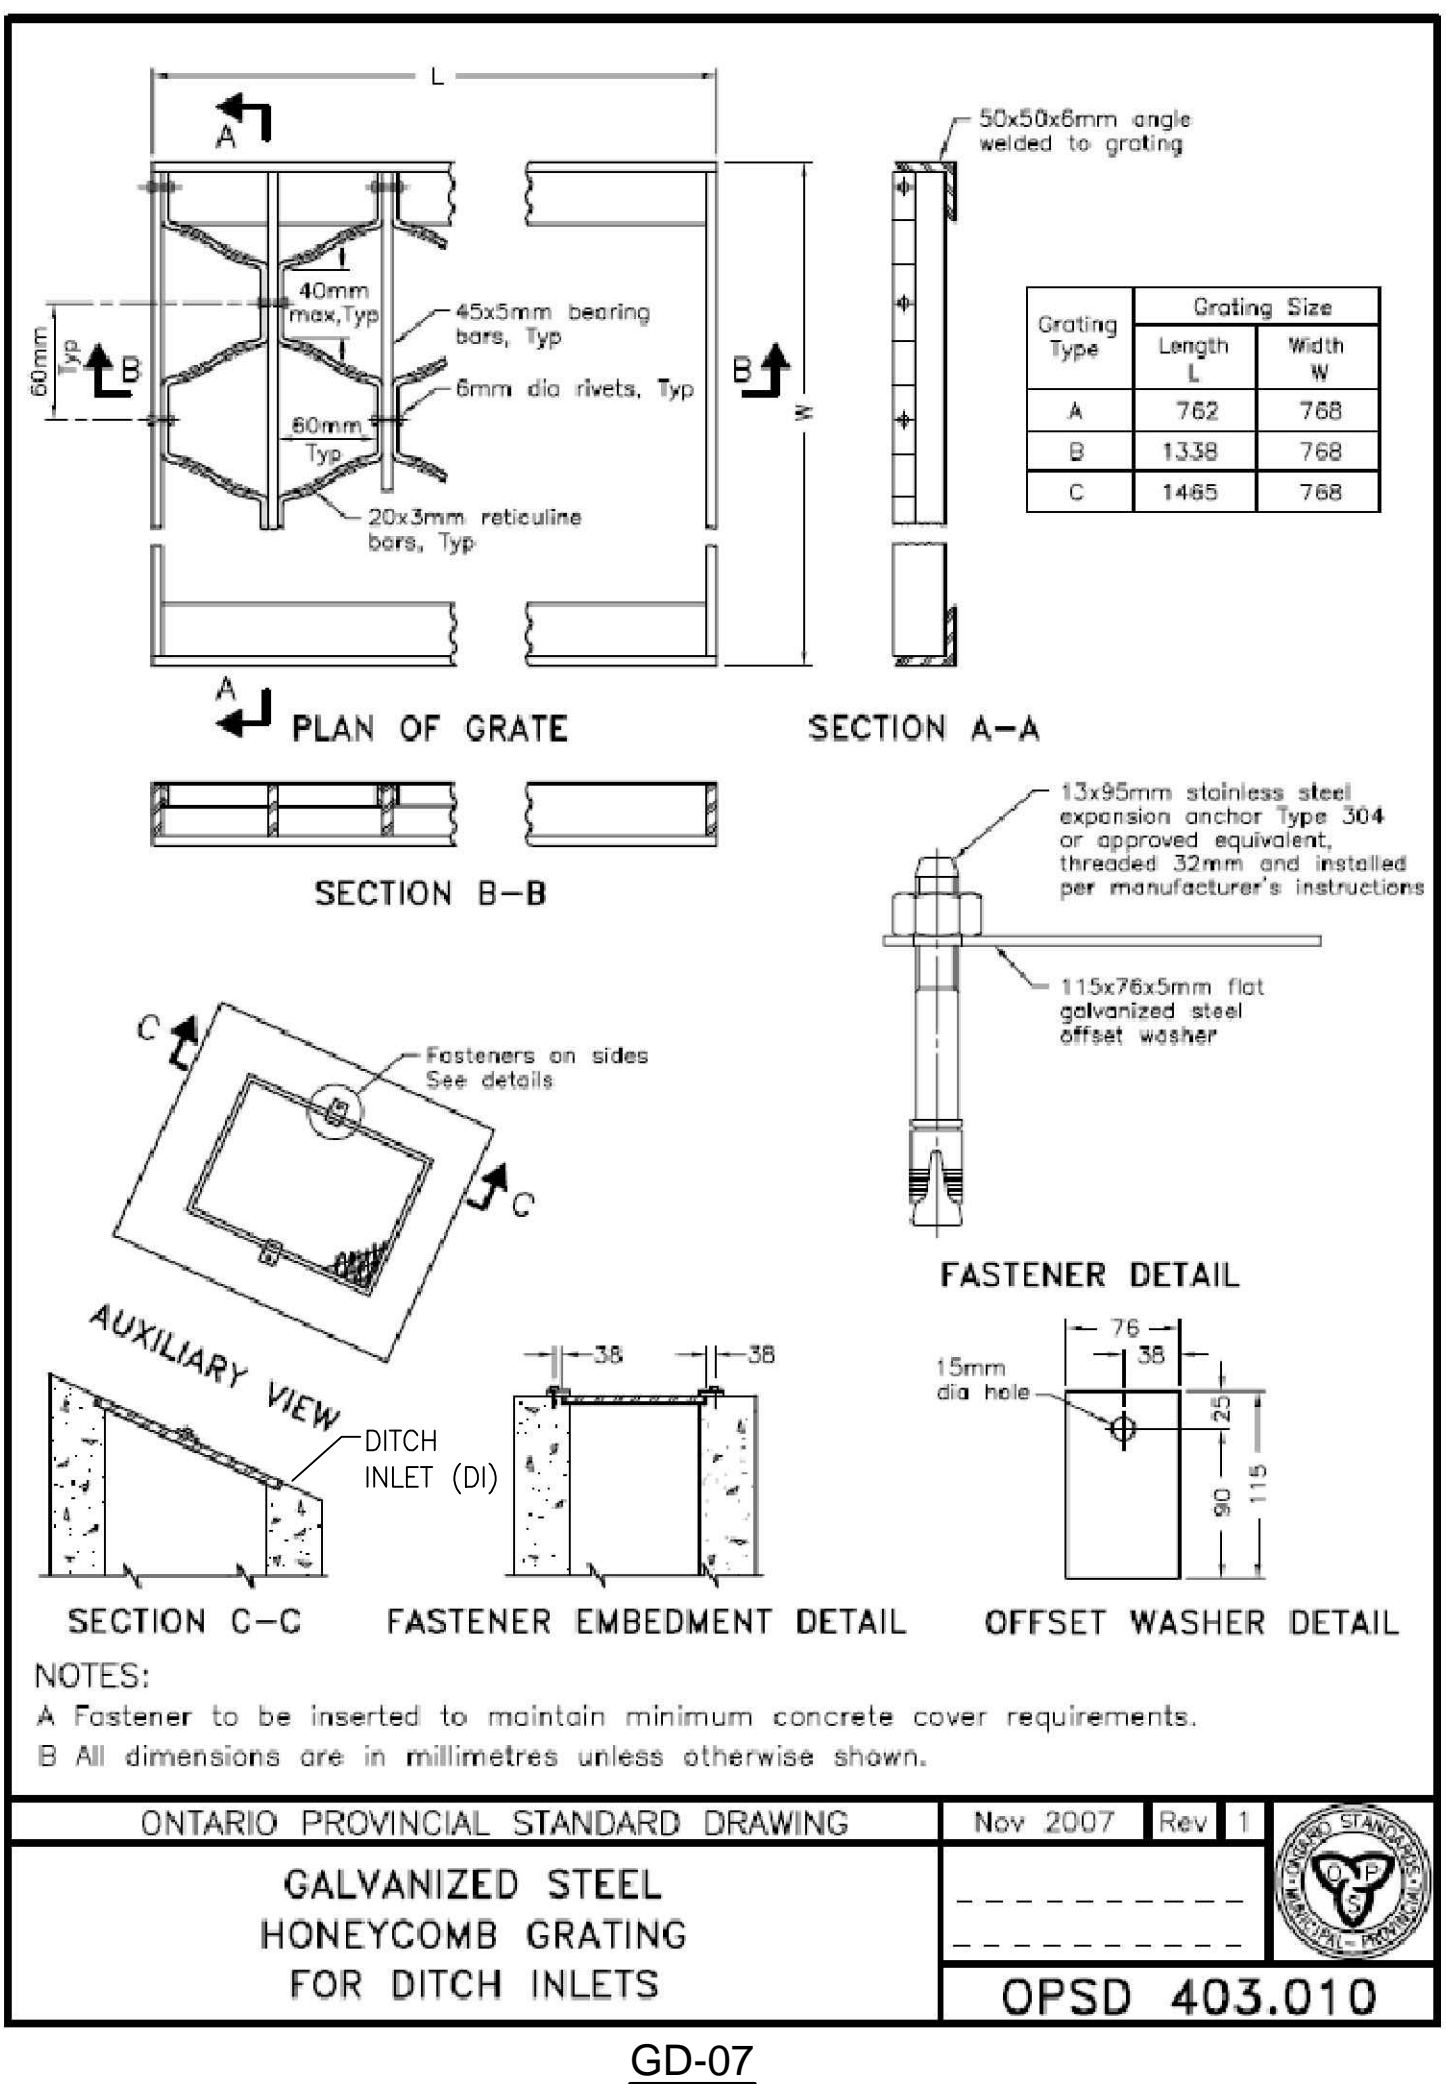 L
A
50x50x6mm angle
welded to grating
40mm
max,Typ
60mm
Typ
B
45x5mm bearing
bars, Typ
6mm dia rivets, Typ
B
W
60mm
Typ
20x3mm reticuline
bars, Typ
Grating
Type
Grating Size
Length
L
Width
W
A 762 768
B 1338 768
C 1465 768
A
PLAN OF GRATE
SECTION A-A
SECTION B-B
13x95mm stainless steel
expansion anchor Type 304
or approved equivalent,
threaded 32mm and installed
per manufacturer's instructions
115x76x5mm flat
galvanized steel
offset washer
C
Fasteners on sides
See details
C
FASTENER DETAIL
AUXILIARY VIEW
DITCH
INLET (DI)
38
38
76
38
15mm
dia hole
25
90
115
SECTION C-C
FASTENER EMBEDMENT DETAIL
OFFSET WASHER DETAIL
NOTES:
A Fastener to be inserted to maintain minimum concrete cover requirements.
B All dimensions are in millimetres unless otherwise shown.
ONTARIO PROVINCIAL STANDARD DRAWING
Nov 2007 Rev 1
GALVANIZED STEEL
HONEYCOMB GRATING
FOR DITCH INLETS
ONTARIO STANDARDS
MUNICIPAL - PROVINCIAL
O P
S
OPSD 403.010
GD-07